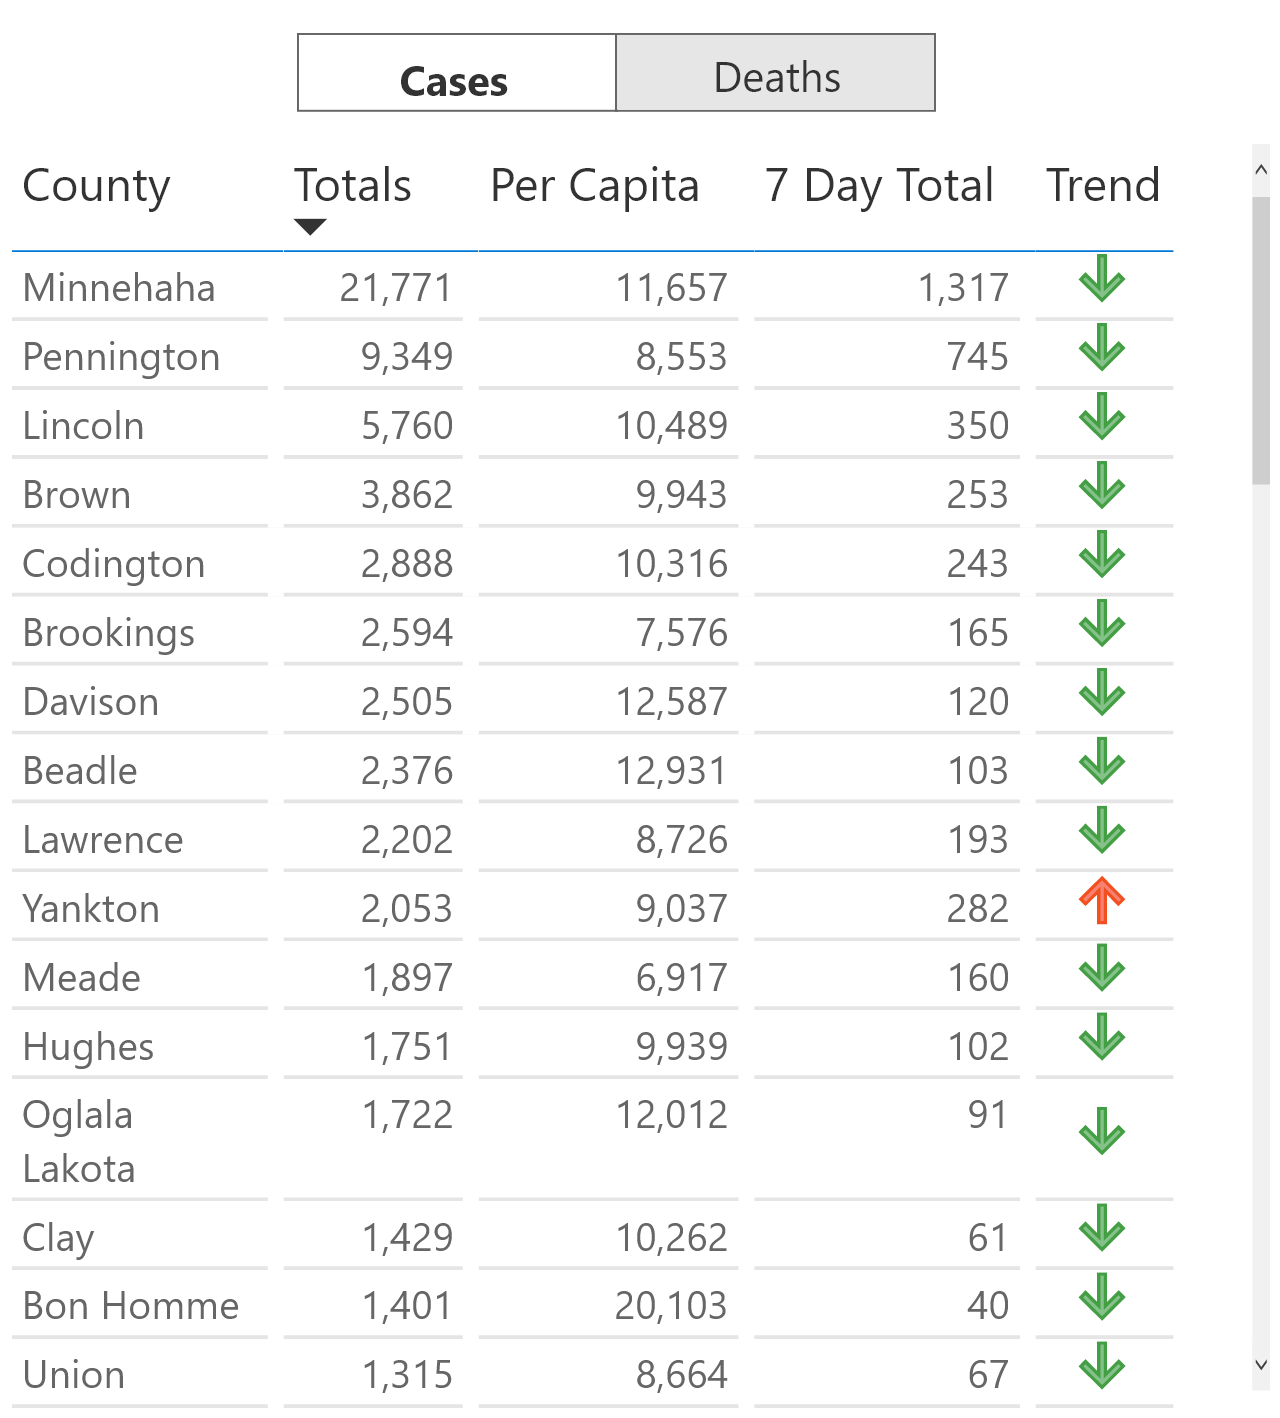 Cases Deaths
County Totals Per Capita 7 Day Total Trend
Minnehaha 21,771 11,657 1,317
Pennington 9,349 8,553 745
Lincoln 5,760 10,489 350
Brown 3,862 9,943 253
Codington 2,888 10,316 243
Brookings 2,594 7,576 165
Davison 2,505 12,587 120
Beadle 2,376 12,931 103
Lawrence 2,202 8,726 193
Yankton 2,053 9,037 282
Meade 1,897 6,917 160
Hughes 1,751 9,939 102
Oglala 1,722 12,012 91
Lakota
Clay 1,429 10,262 61
Bon Homme 1,401 20,103 40
Union 1,315 8,664 67